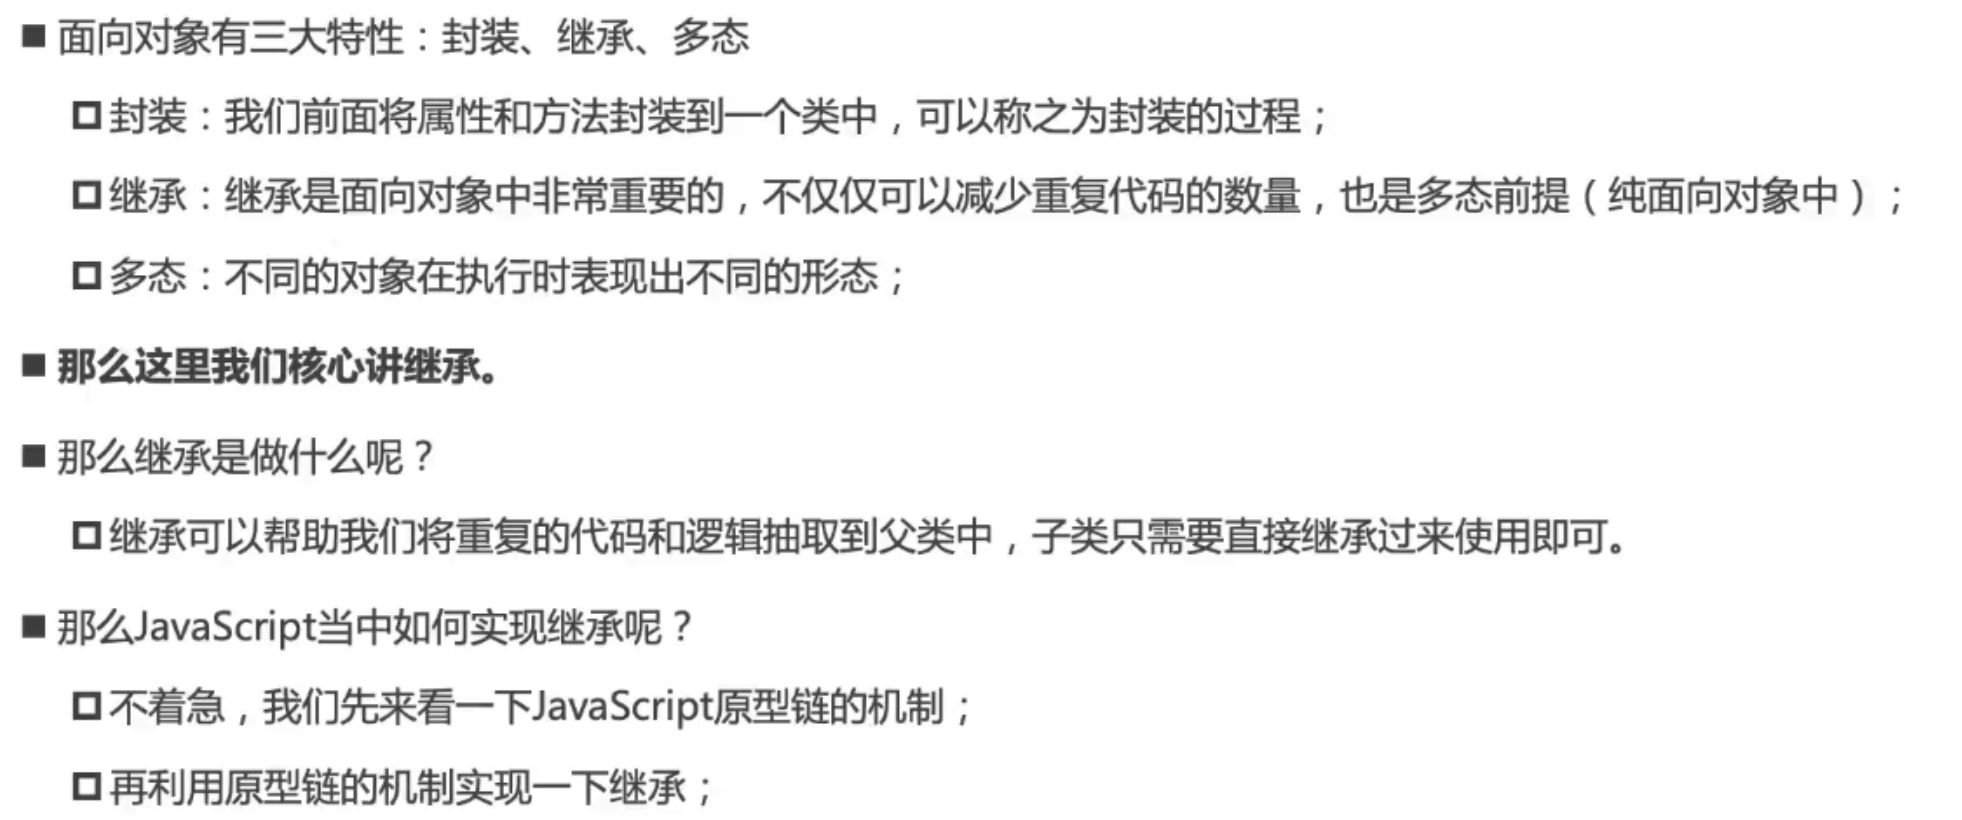 ■ 面向对象有三大特性：封装、继承、多态
□ 封装：我们前面将属性和方法封装到一个类中，可以称之为封装的过程；
□ 继承：继承是面向对象中非常重要的，不仅仅可以减少重复代码的数量，也是多态前提（纯面向对象中）；
□ 多态：不同的对象在执行时表现出不同的形态；
■ 那么这里我们核心讲继承。
■ 那么继承是做什么呢？
□ 继承可以帮助我们将重复的代码和逻辑抽取到父类中，子类只需要直接继承过来使用即可。
■ 那么JavaScript当中如何实现继承呢？
□ 不着急，我们先来看一下JavaScript原型链的机制；
□ 再利用原型链的机制实现一下继承；